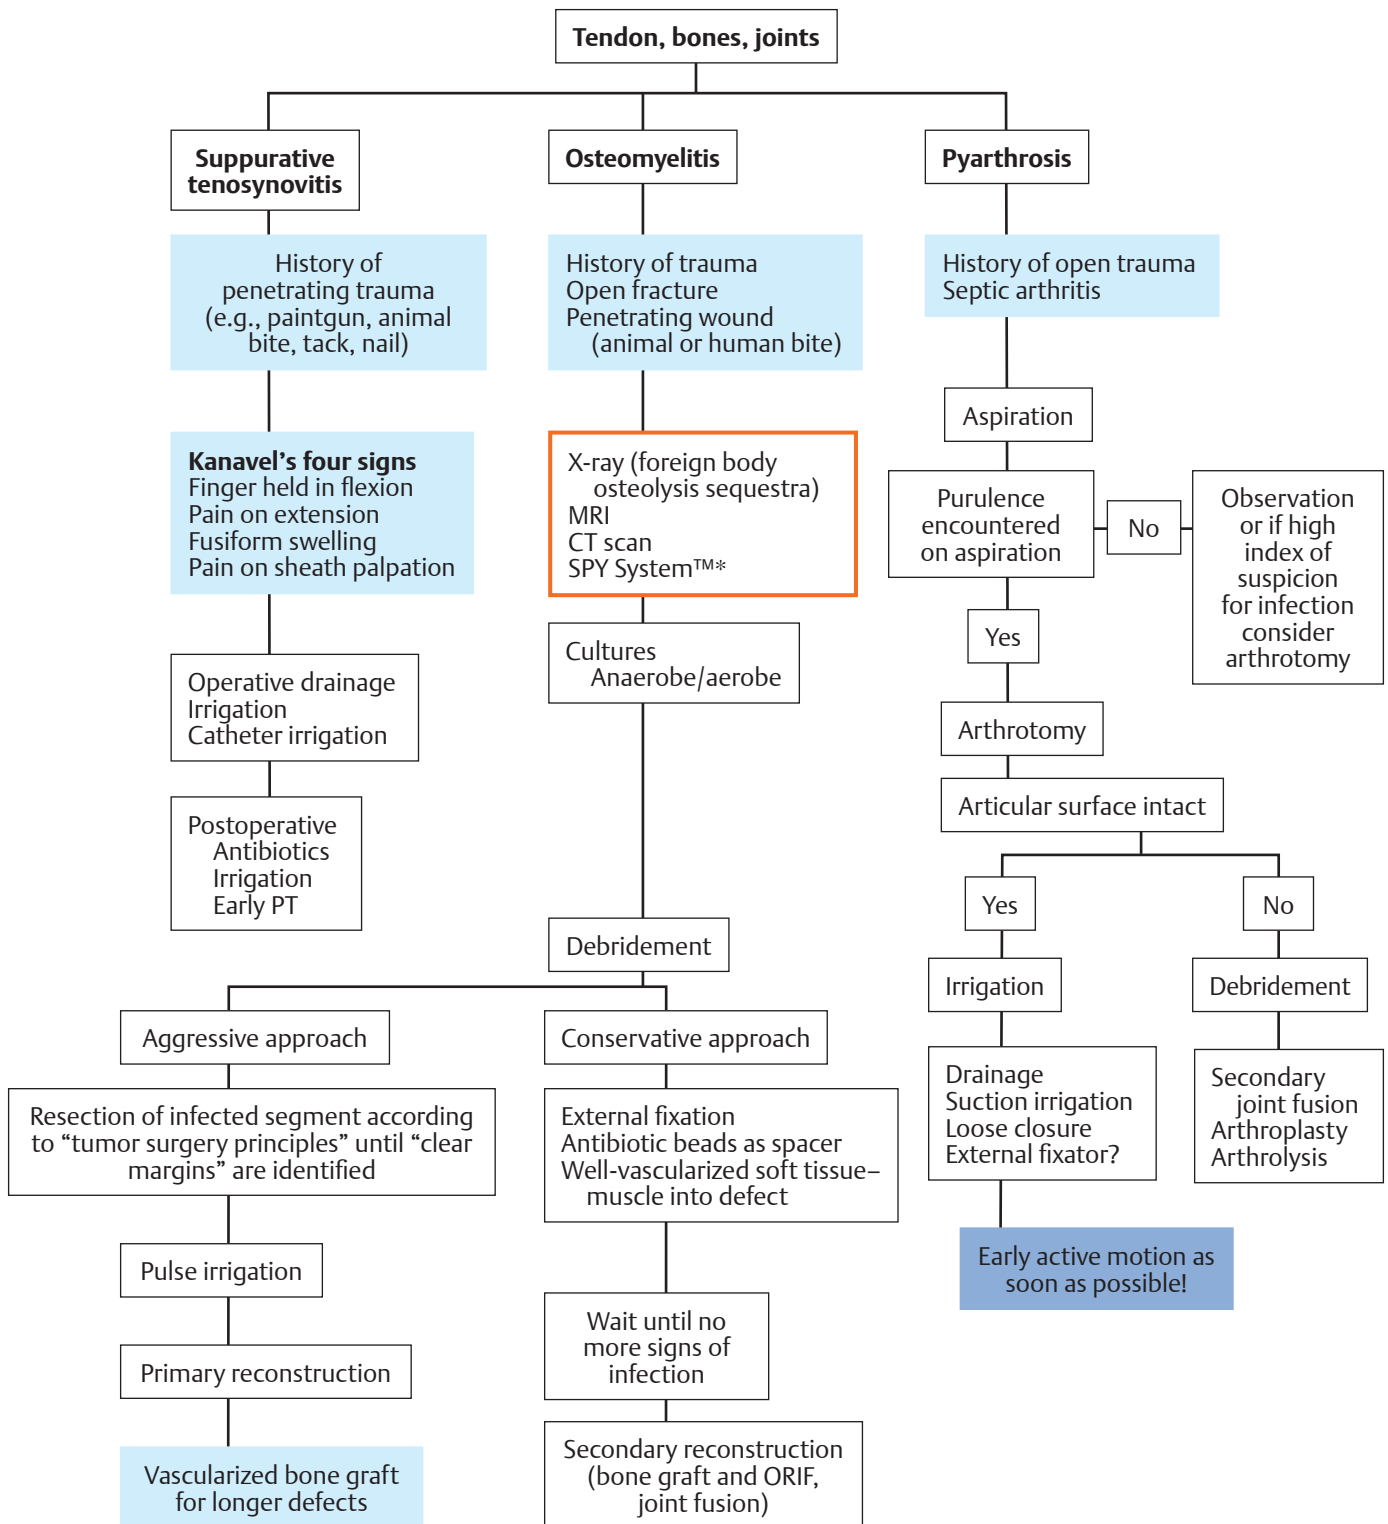 Tendon, bones, joints
Suppurative
tenosynovitis
History of
penetrating trauma
(e.g., paintgun, animal
bite, tack, nail)
Kanavel's four signs
Finger held in flexion
Pain on extension
Fusiform swelling
Pain on sheath palpation
Operative drainage
Irrigation
Catheter irrigation
Postoperative
Antibiotics
Irrigation
Early PT
Osteomyelitis
History of trauma
Open fracture
Penetrating wound
(animal or human bite)
X-ray (foreign body
osteolysis sequestra)
MRI
CT scan
SPY System™*
Cultures
Anaerobe/aerobe
Debridement
Aggressive approach
Resection of infected segment according
to “tumor surgery principles” until “clear
margins” are identified
Pulse irrigation
Primary reconstruction
Vascularized bone graft
for longer defects
Conservative approach
External fixation
Antibiotic beads as spacer
Well-vascularized soft tissue–
muscle into defect
Wait until no
more signs of
infection
Secondary reconstruction
(bone graft and ORIF,
joint fusion)
Pyarthrosis
History of open trauma
Septic arthritis
Aspiration
Purulence
encountered
on aspiration
No
Observation
or if high
index of
suspicion
for infection
consider
arthrotomy
Yes
Arthrotomy
Articular surface intact
Yes
Irrigation
Drainage
Suction irrigation
Loose closure
External fixator?
Early active motion as
soon as possible!
No
Debridement
Secondary
joint fusion
Arthroplasty
Arthrolysis